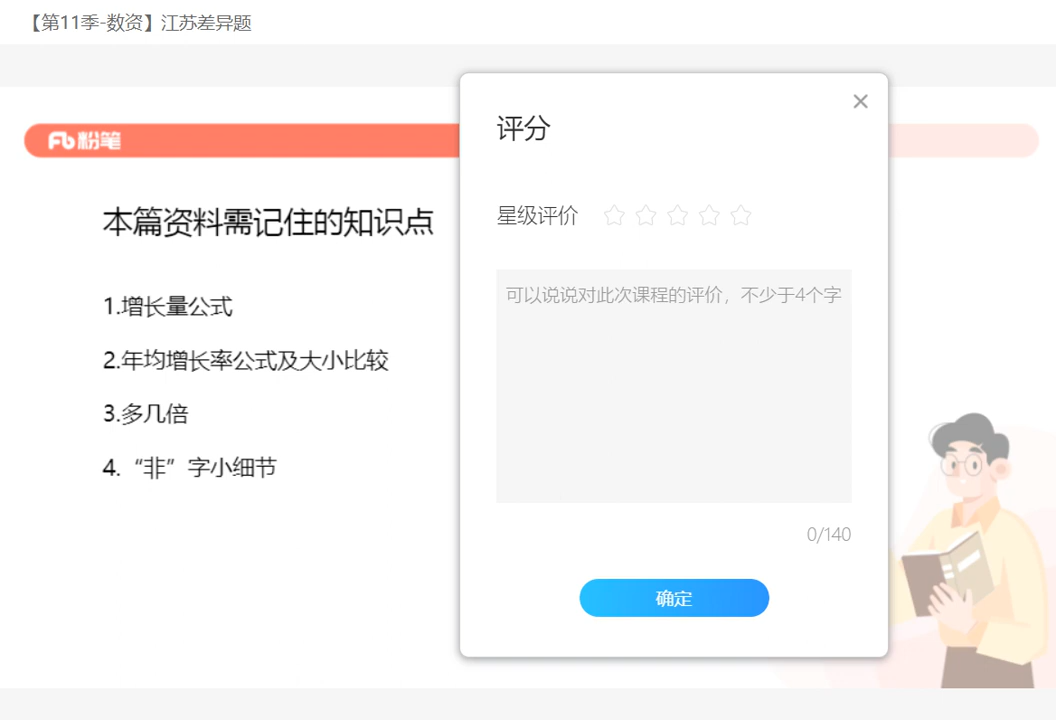 【第11季-数资】江苏差异题
粉笔
本篇资料需记住的知识点
1.增长量公式
2.年均增长率公式及大小比较
3.多几倍
4.“非”字小细节
评分
星级评价
可以说说对此次课程的评价，不少于4个字
0/140
确定